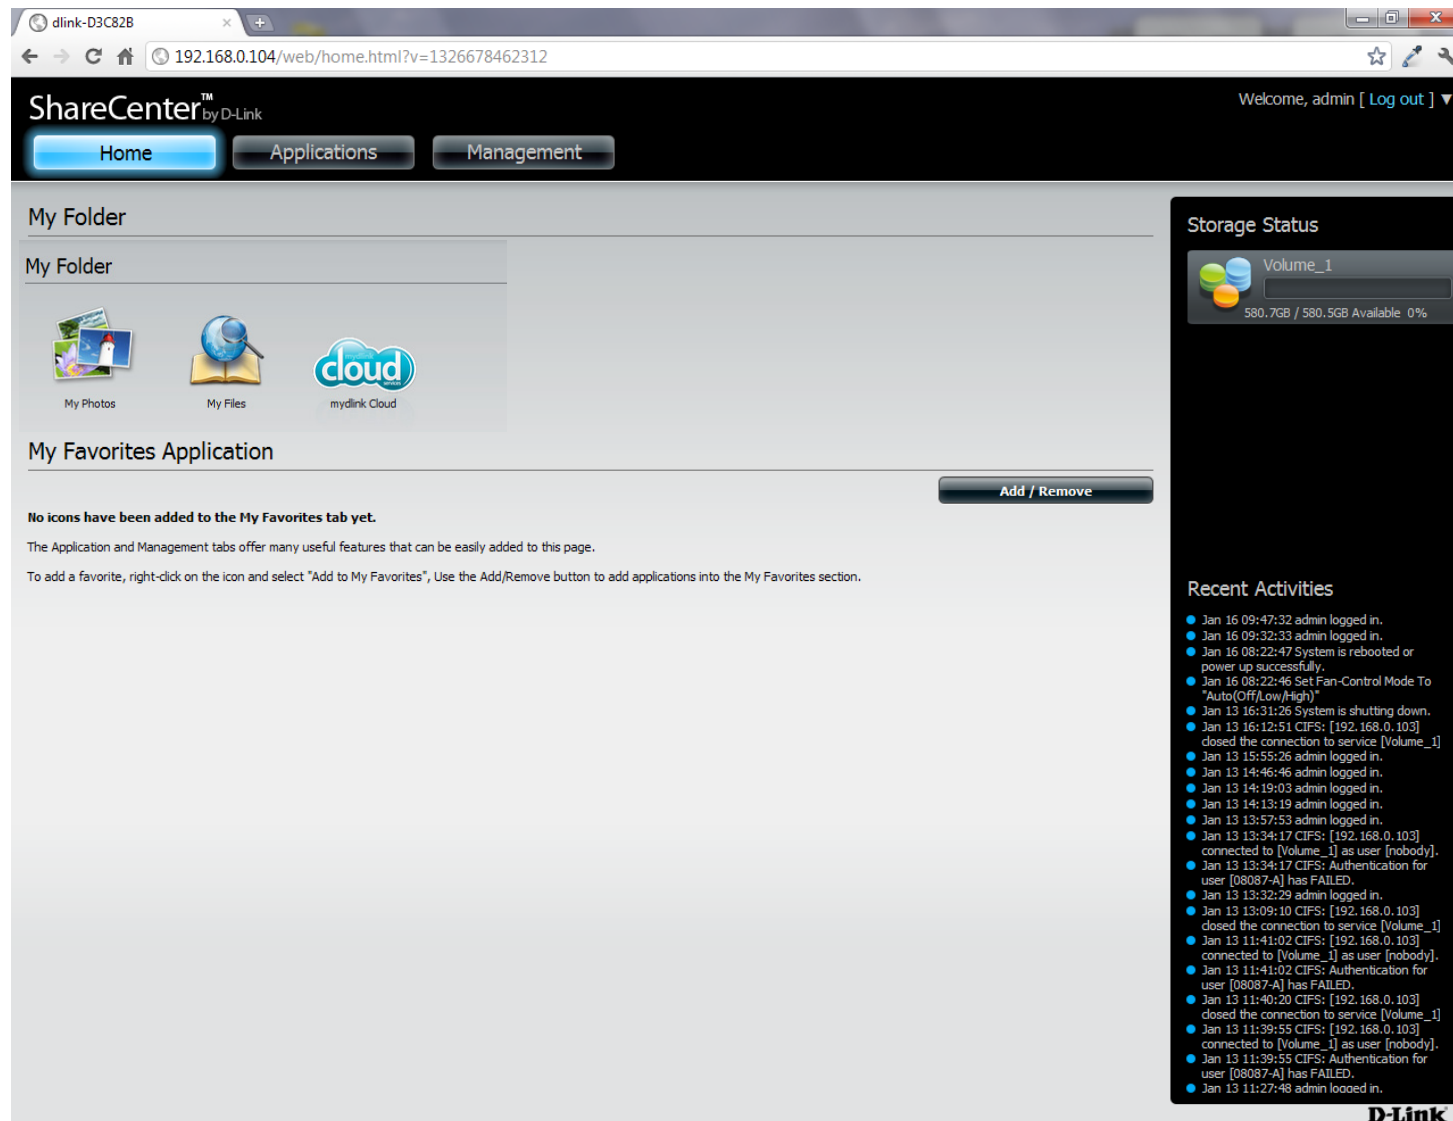 dlink-D3C82B
192.168.0.104/web/home.html?v=1326678462312
ShareCenter™ by D-Link
Welcome, admin [ Log out ] ▼
Home
Applications
Management
My Folder
My Folder
My Photos
My Files
mydlink
cloud
services
mydlink Cloud
My Favorites Application
Add / Remove
No icons have been added to the My Favorites tab yet.
The Application and Management tabs offer many useful features that can be easily added to this page.
To add a favorite, right-click on the icon and select "Add to My Favorites", Use the Add/Remove button to add applications into the My Favorites section.
Storage Status
Volume_1
580.7GB / 580.5GB Available 0%
Recent Activities
Jan 16 09:47:32 admin logged in.
Jan 16 09:32:33 admin logged in.
Jan 16 08:22:47 System is rebooted or
power up successfully.
Jan 16 08:22:46 Set Fan-Control Mode To
"Auto(Off/Low/High)"
Jan 13 16:31:26 System is shutting down.
Jan 13 16:12:51 CIFS: [192.168.0.103]
closed the connection to service [Volume_1]
Jan 13 15:55:26 admin logged in.
Jan 13 14:46:46 admin logged in.
Jan 13 14:19:03 admin logged in.
Jan 13 14:13:19 admin logged in.
Jan 13 13:57:53 admin logged in.
Jan 13 13:34:17 CIFS: [192.168.0.103]
connected to [Volume_1] as user [nobody].
Jan 13 13:34:17 CIFS: Authentication for
user [08087-A] has FAILED.
Jan 13 13:32:29 admin logged in.
Jan 13 13:09:10 CIFS: [192.168.0.103]
closed the connection to service [Volume_1]
Jan 13 11:41:02 CIFS: [192.168.0.103]
connected to [Volume_1] as user [nobody].
Jan 13 11:41:02 CIFS: Authentication for
user [08087-A] has FAILED.
Jan 13 11:40:20 CIFS: [192.168.0.103]
closed the connection to service [Volume_1]
Jan 13 11:39:55 CIFS: [192.168.0.103]
connected to [Volume_1] as user [nobody].
Jan 13 11:39:55 CIFS: Authentication for
user [08087-A] has FAILED.
Jan 13 11:27:48 admin logged in.
D-Link